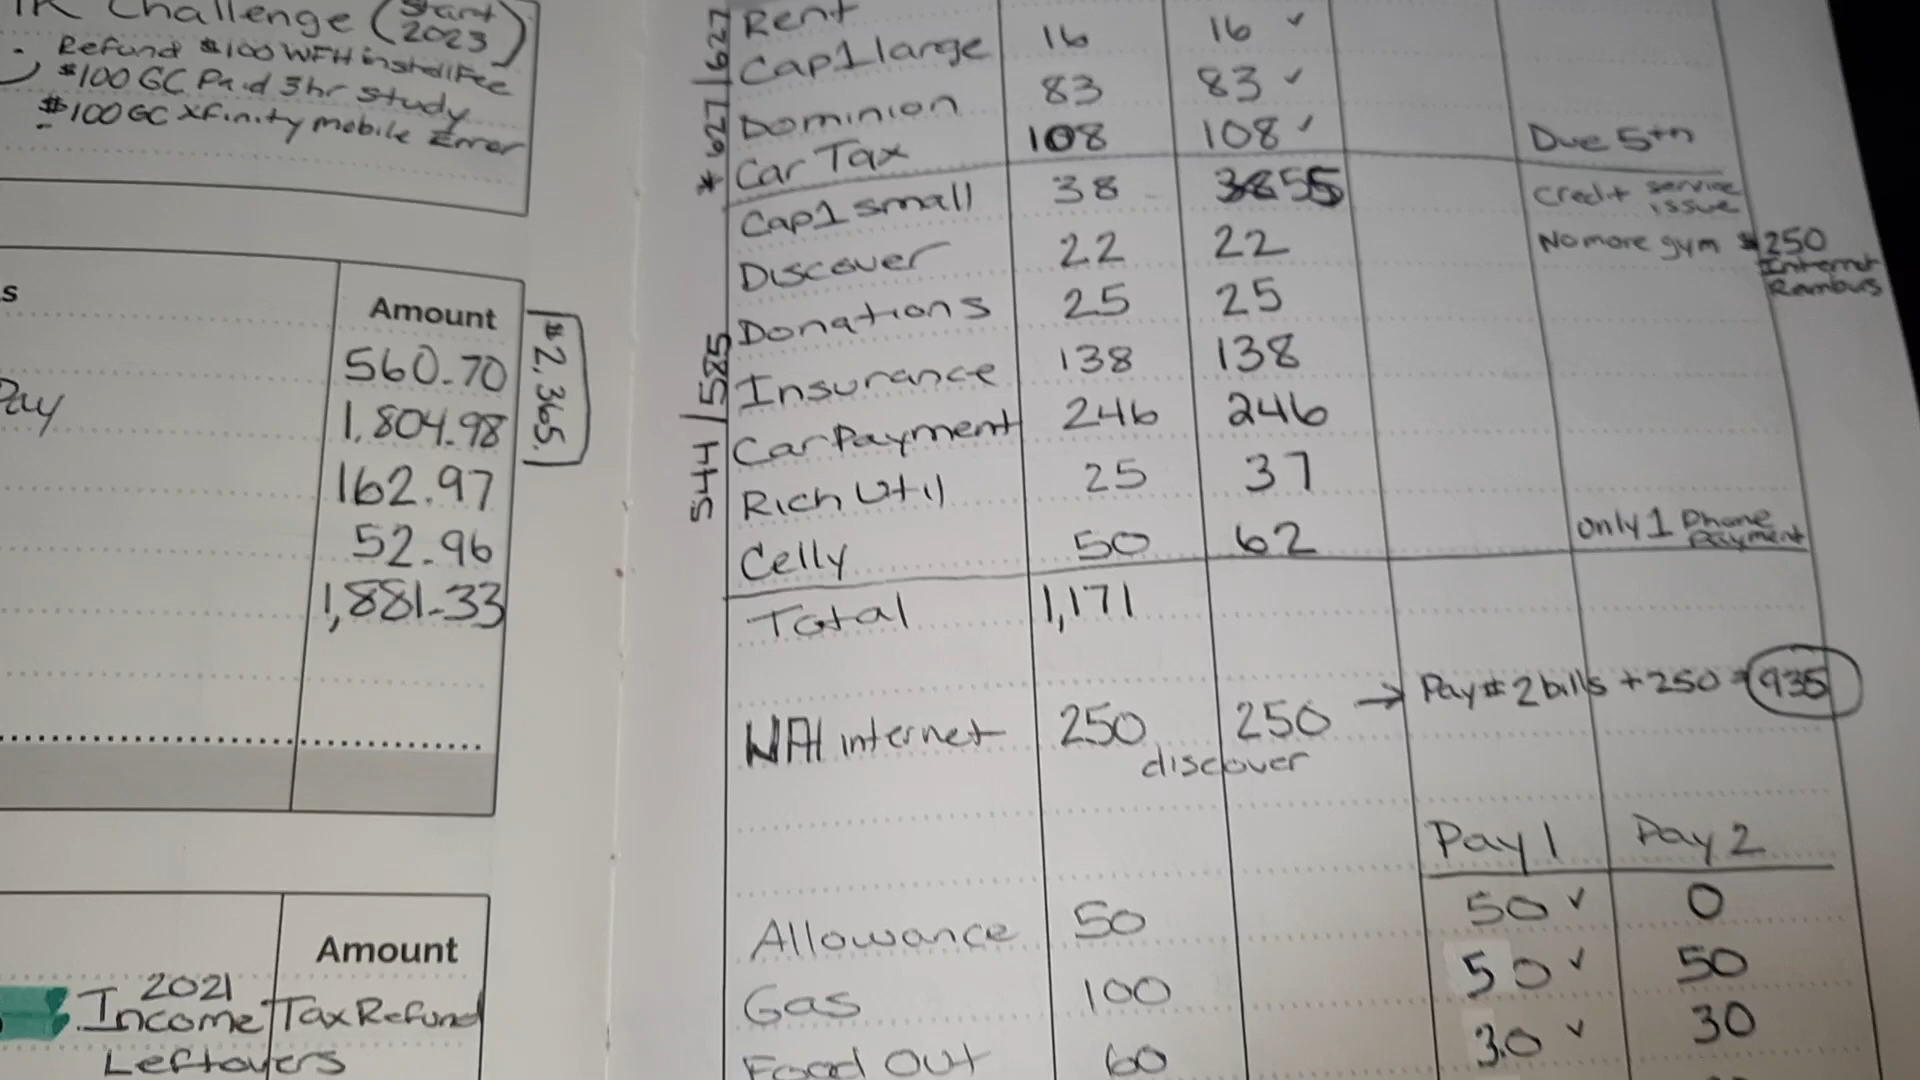 1K Challenge (Start 2023)
Refund $100 WFH install Fee
$100 GC Paid 3hr study
$100 GC Xfinity mobile Error
s Amount
560.70
Pay 1,804.98
162.97
52.96
1,881.33
$2,365.
Amount
2021
Income Tax Refund
Leftovers
* 627 / 627
544 / 585
Rent
Cap1 large 16 16 ✓
Dominion 83 83 ✓
Car Tax 108 108 ✓ Due 5th
Cap1 small 38 55 Credit service issue
Discover 22 22 No more gym $250 Internet
Donations 25 25
Insurance 138 138
Car Payment 246 246
Rich Util 25 37
Celly 50 62 only 1 Phone Payment
Total 1,171
internet 250 250 → Pay # 2 bills + 250 = 935
discover
Pay 1 Pay 2
Allowance 50 50 ✓ 0
Gas 100 50 ✓ 50
Food Out 60 30 ✓ 30